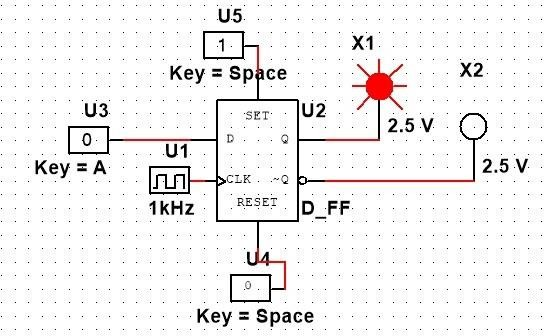 U5
1
Key = Space
X1
X2
U3
0
Key = A
U1
1kHz
SET
D
Q
CLK
~Q
RESET
U2
D_FF
2.5 V
2.5 V
U4
0
Key = Space